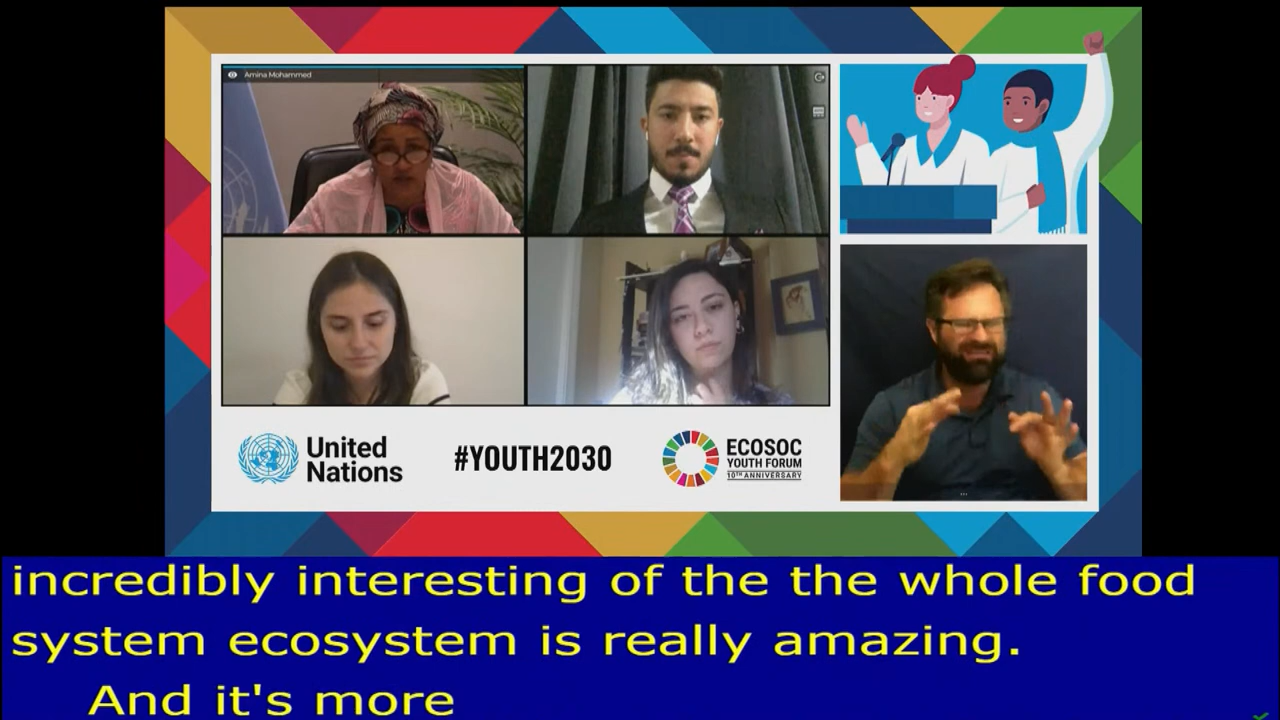 Amina Mohammed
United
Nations
#YOUTH2030
ECOSOC
YOUTH FORUM
10TH ANNIVERSARY
incredibly interesting of the the whole food
system ecosystem is really amazing.
And it's more